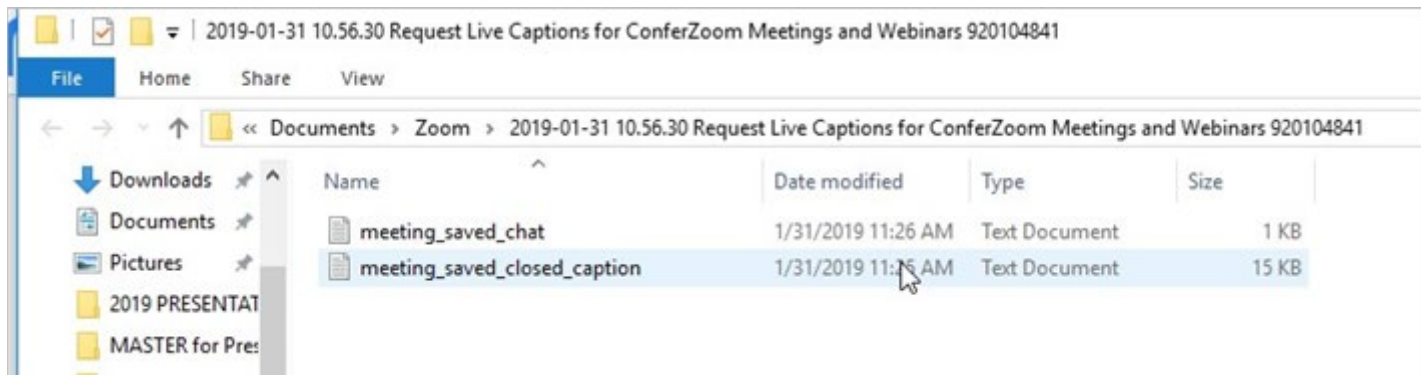 2019-01-31 10.56.30 Request Live Captions for ConferZoom Meetings and Webinars 920104841
File Home Share View
« Documents > Zoom > 2019-01-31 10.56.30 Request Live Captions for ConferZoom Meetings and Webinars 920104841
Downloads Name Date modified Type Size
Documents meeting_saved_chat 1/31/2019 11:26 AM Text Document 1 KB
Pictures meeting_saved_closed_caption 1/31/2019 AM Text Document 15 KB
2019 PRESENTAT
MASTER for Pres